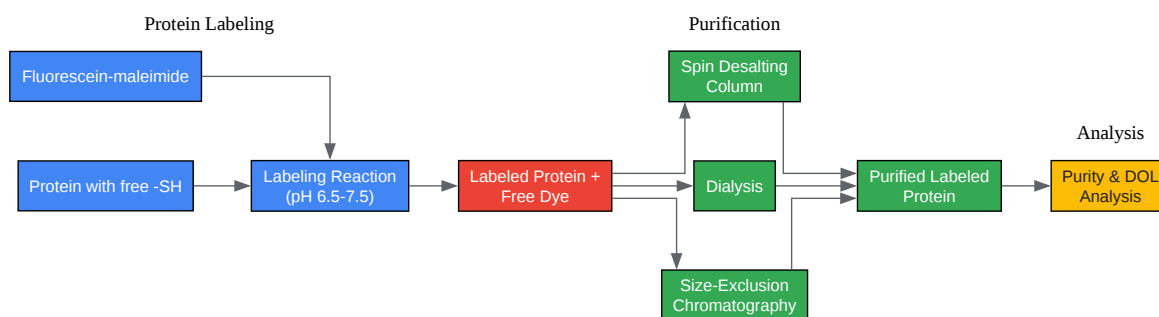 Protein Labeling
Purification
Fluorescein-maleimide
Spin Desalting
Column
Analysis
Protein with free -SH
Labeling Reaction
(pH 6.5-7.5)
Labeled Protein +
Free Dye
Dialysis
Purified Labeled
Protein
Purity & DOL
Analysis
Size-Exclusion
Chromatography